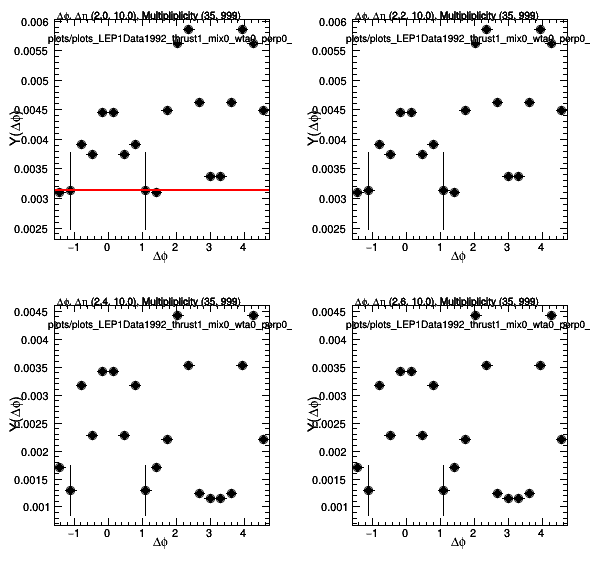 Δφ, Δη (2,0, 10.0), Multipliplicity (35, 999)
plots/plots_LEP1Data1992_thrust1_mix0_wta0_perp0_
Y(Δφ)
0.006
0.0055
0.005
0.0045
0.004
0.0035
0.003
0.0025
−1 0 1 2 3 4
Δφ
Δφ, Δη (2,2, 10.0), Multipliplicity (35, 999)
plots/plots_LEP1Data1992_thrust1_mix0_wta0_perp0_
Y(Δφ)
0.006
0.0055
0.005
0.0045
0.004
0.0035
0.003
0.0025
−1 0 1 2 3 4
Δφ
Δφ, Δη (2,4, 10.0), Multipliplicity (35, 999)
plots/plots_LEP1Data1992_thrust1_mix0_wta0_perp0_
Y(Δφ)
0.0045
0.004
0.0035
0.003
0.0025
0.002
0.0015
0.001
−1 0 1 2 3 4
Δφ
Δφ, Δη (2,6, 10.0), Multipliplicity (35, 999)
plots/plots_LEP1Data1992_thrust1_mix0_wta0_perp0_
Y(Δφ)
0.0045
0.004
0.0035
0.003
0.0025
0.002
0.0015
0.001
−1 0 1 2 3 4
Δφ